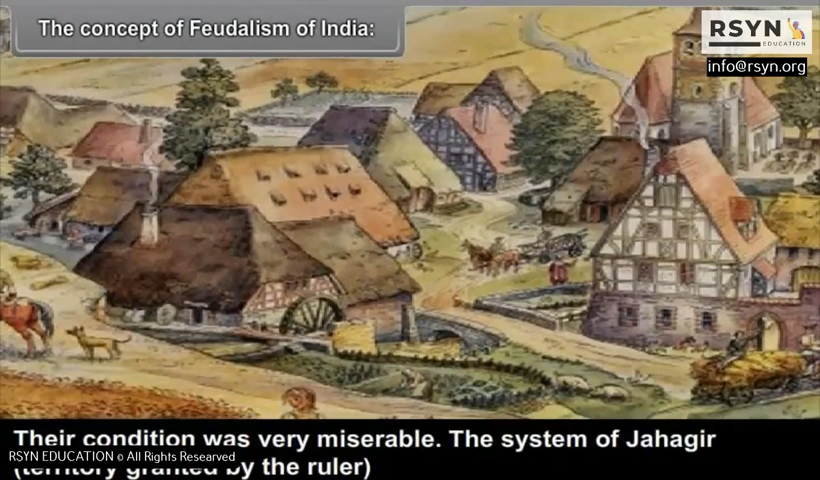 The concept of Feudalism of India:
RSYN
EDUCATION
info@rsyn.org
Their condition was very miserable. The system of Jahagir
(territory granted by the ruler)
RSYN EDUCATION © All Rights Researved